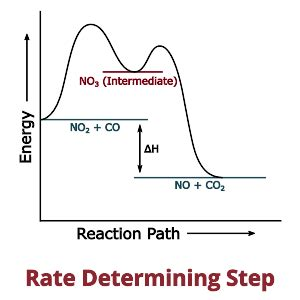 NO₃ (Intermediate)
Energy
NO₂ + CO
ΔH
NO + CO₂
Reaction Path
Rate Determining Step